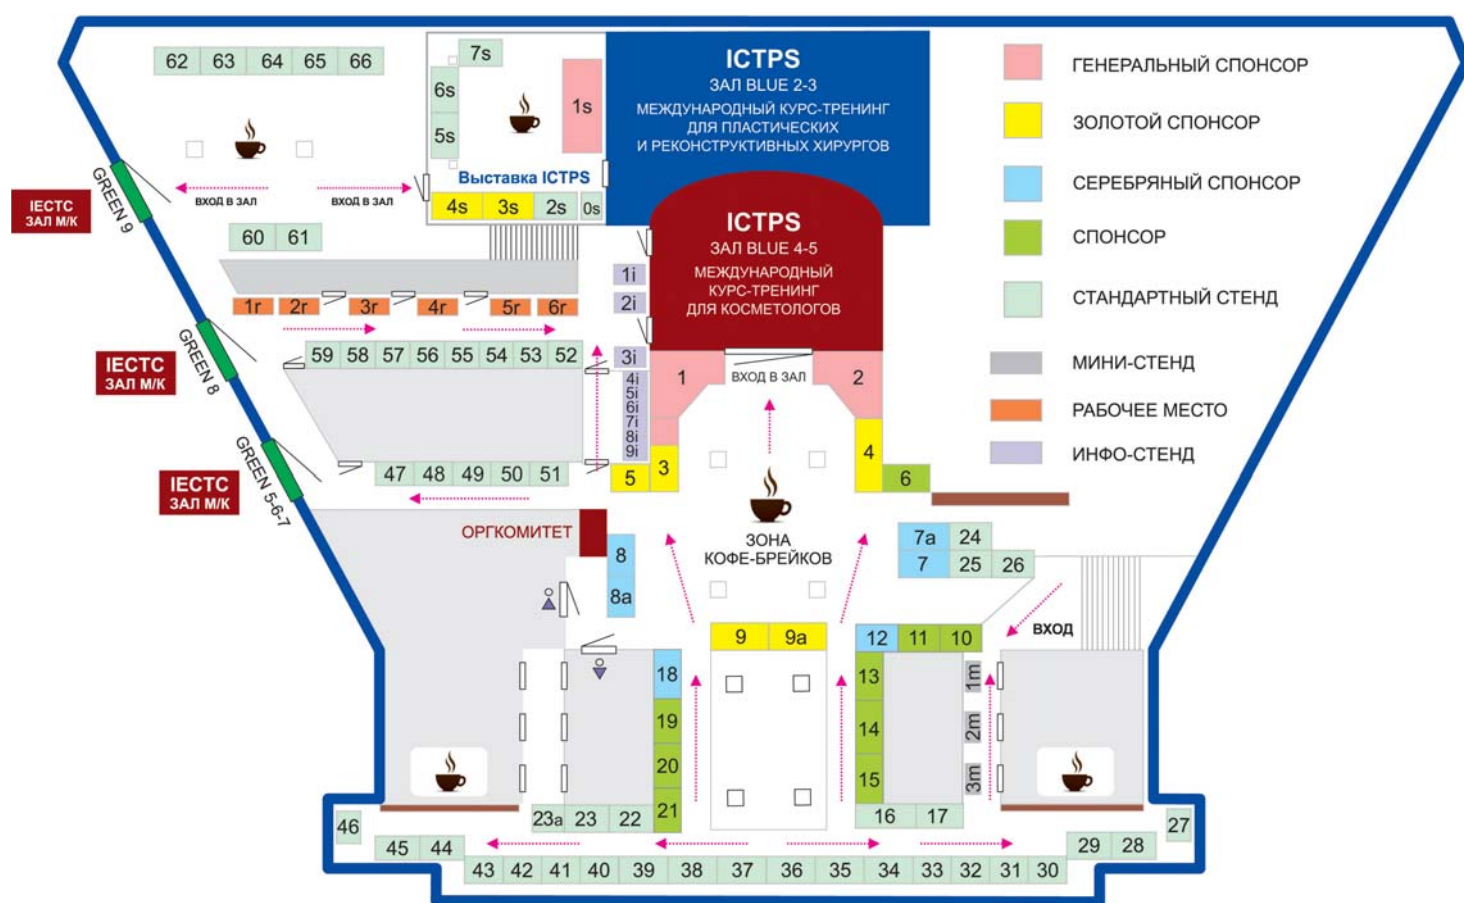 62 63 64 65 66
7s
6s
5s
1s
Выставка ICTPS
4s 3s 2s 0s
ICTPS
ЗАЛ BLUE 2-3
МЕЖДУНАРОДНЫЙ КУРС-ТРЕНИНГ
ДЛЯ ПЛАСТИЧЕСКИХ
И РЕКОНСТРУКТИВНЫХ ХИРУРГОВ
ICTPS
ЗАЛ BLUE 4-5
МЕЖДУНАРОДНЫЙ
КУРС-ТРЕНИНГ
ДЛЯ КОСМЕТОЛОГОВ
ГЕНЕРАЛЬНЫЙ СПОНСОР
ЗОЛОТОЙ СПОНСОР
СЕРЕБРЯНЫЙ СПОНСОР
СПОНСОР
СТАНДАРТНЫЙ СТЕНД
МИНИ-СТЕНД
РАБОЧЕЕ МЕСТО
ИНФО-СТЕНД
GREEN 9
IECTC
ЗАЛ М/К
ВХОД В ЗАЛ
ВХОД В ЗАЛ
60 61
1r 2r 3r 4r 5r 6r
1i
2i
3i
4i
5i
6i
7i
8i
9i
GREEN 8
IECTC
ЗАЛ М/К
59 58 57 56 55 54 53 52
1
ВХОД В ЗАЛ
2
GREEN 5-6-7
IECTC
ЗАЛ М/К
47 48 49 50 51
5 3
4
6
ОРГКОМИТЕТ
8
8a
ЗОНА
КОФЕ-БРЕЙКОВ
7a 24
7 25 26
ВХОД
9 9a
12 11 10
18
19
20
21
13
14
15
1m
2m
3m
23a 23 22
16 17
46
45 44
43 42 41 40 39 38 37 36 35 34 33 32 31 30
29 28
27